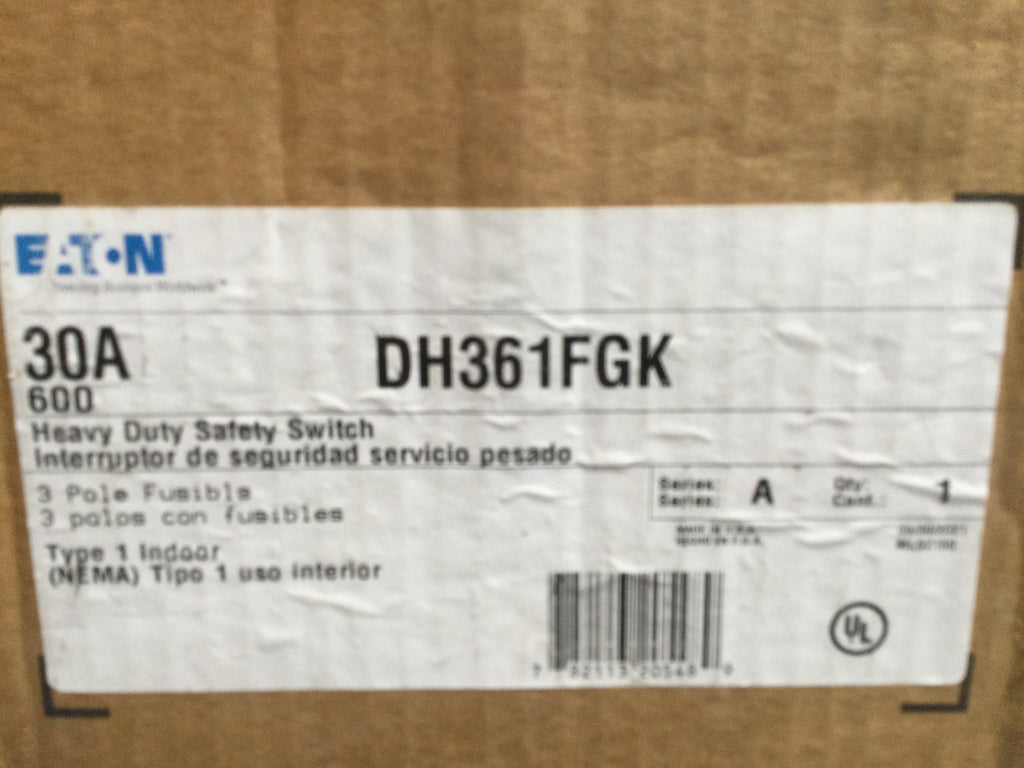 EATON
30A
DH361FGK
600
Heavy Duty Safety Switch
Interruptor de seguridad servicio pesado
3 Pole Fusible
3 polos con fusibles
Series: A Qty: 1
Series: Cant.:
Type 1 Indoor
(NEMA) Tipo 1 uso interior
UL